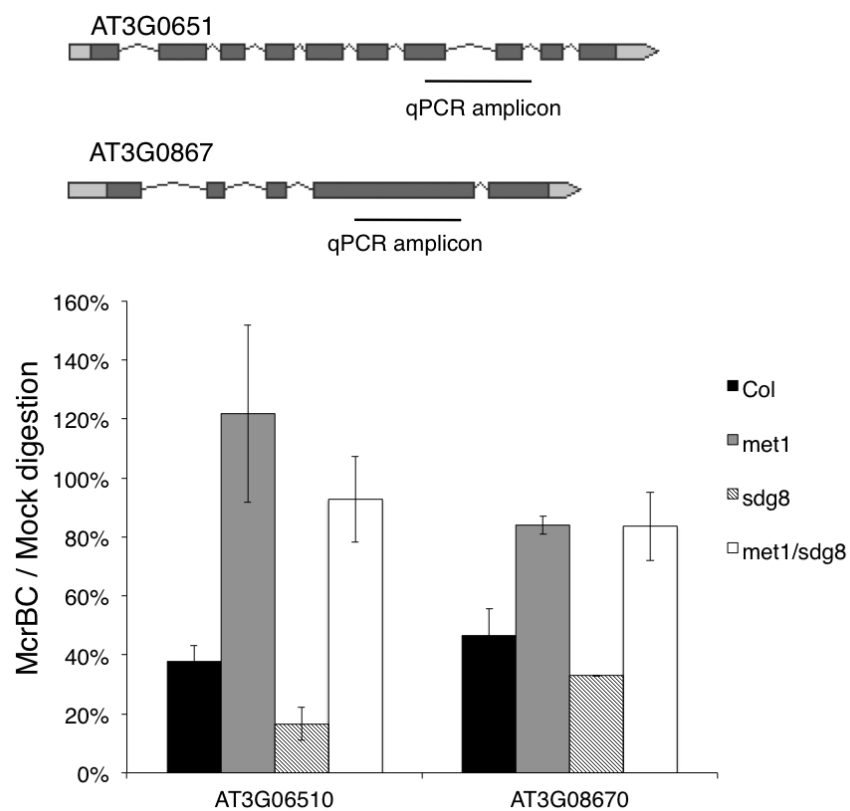 AT3G0651
qPCR amplicon
AT3G0867
qPCR amplicon
McrBC / Mock digestion
160%
140%
120%
100%
80%
60%
40%
20%
0%
AT3G06510
AT3G08670
Col
met1
sdg8
met1/sdg8